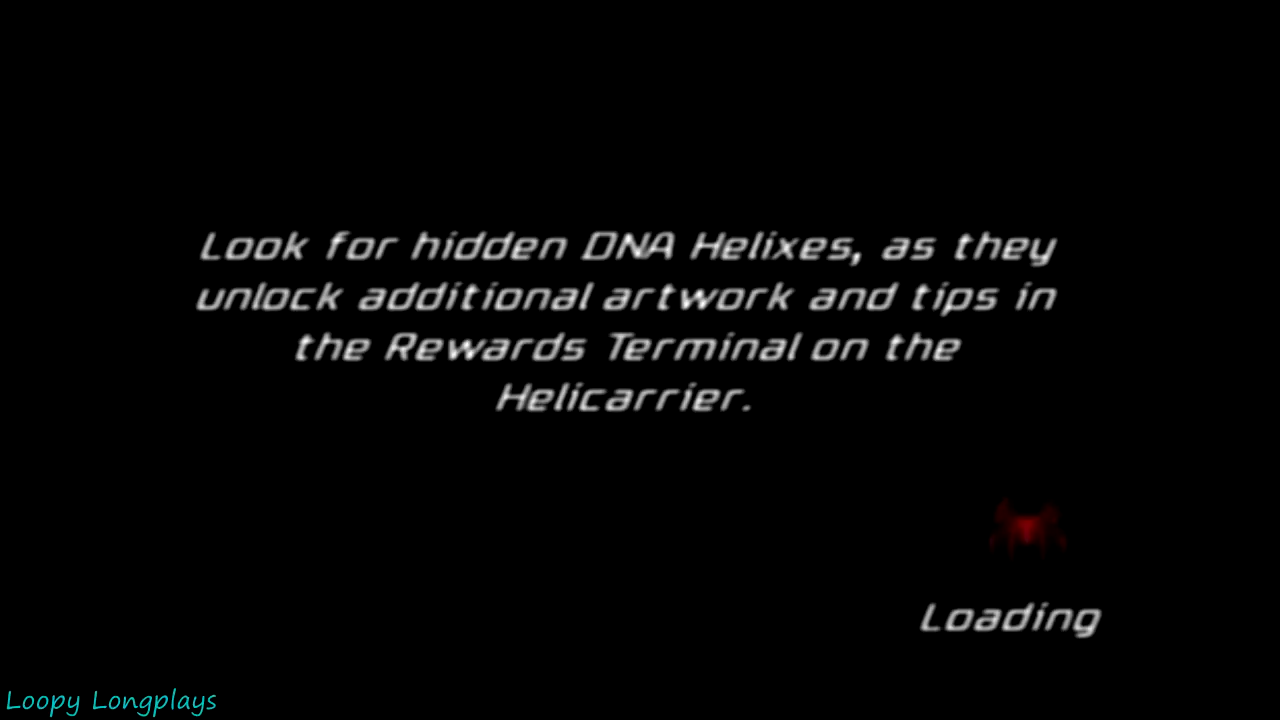 Look for hidden DNA Helixes, as they
unlock additional artwork and tips in
the Rewards Terminal on the
Helicarrier.
Loading
Loopy Longplays